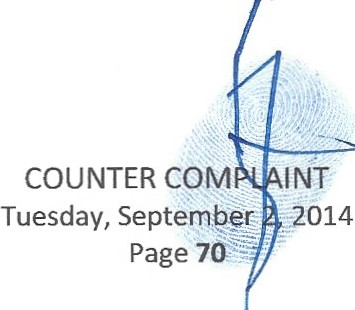 COUNTER COMPLAINT
Tuesday, September 2, 2014
Page 70